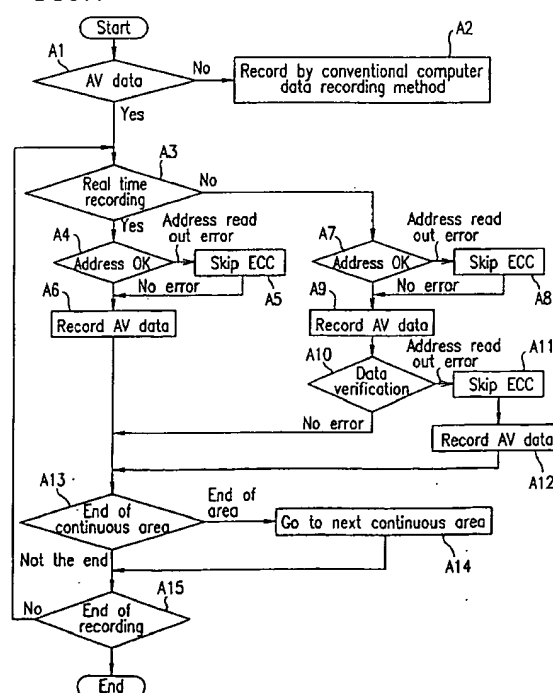 Start
A1
A2
AV data
No
Record by conventional computer
data recording method
Yes
A3
Real time
recording
No
Yes
A4
Address read
out error
Address OK
Skip ECC
No error
A5
A6
Record AV data
A7
Address read
out error
Address OK
Skip ECC
No error
A8
A9
Record AV data
A10
Data
verification
Address read
out error
A11
Skip ECC
No error
Record AV data
A12
A13
End of
continuous area
End of
area
Go to next continuous area
Not the end
A14
A15
No
End of
recording
End